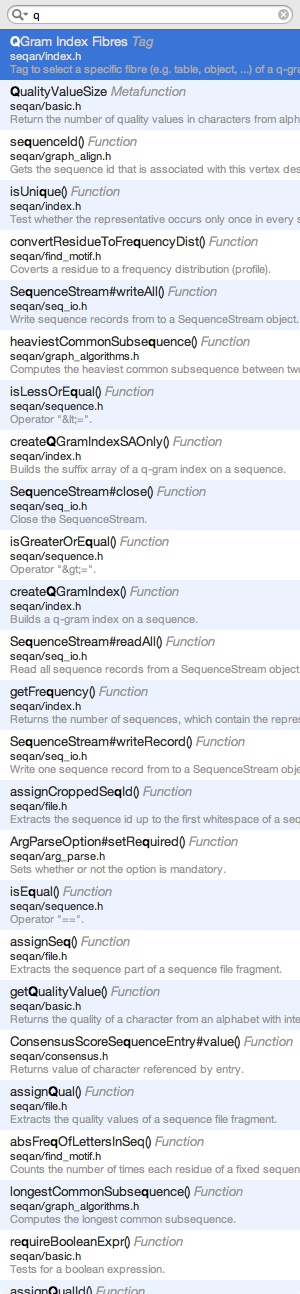 q
QGram Index Fibres Tag
seqan/index.h
Tag to select a specific fibre (e.g. table, object, ...) of a q-gra
QualityValueSize Metafunction
seqan/basic.h
Return the number of quality values in characters from alph
sequenceId() Function
seqan/graph_align.h
Gets the sequence id that is associated with this vertex des
isUnique() Function
seqan/index.h
Test whether the representative occurs only once in every s
convertResidueToFrequencyDist() Function
seqan/find_motif.h
Coverts a residue to a frequency distribution (profile).
SequenceStream#writeAll() Function
seqan/seq_io.h
Write sequence records from to a SequenceStream object.
heaviestCommonSubsequence() Function
seqan/graph_algorithms.h
Computes the heaviest common subsequence between two
isLessOrEqual() Function
seqan/sequence.h
Operator "&lt;=".
createQGramIndexSAOnly() Function
seqan/index.h
Builds the suffix array of a q-gram index on a sequence.
SequenceStream#close() Function
seqan/seq_io.h
Close the SequenceStream.
isGreaterOrEqual() Function
seqan/sequence.h
Operator "&gt;=".
createQGramIndex() Function
seqan/index.h
Builds a q-gram index on a sequence.
SequenceStream#readAll() Function
seqan/seq_io.h
Read all sequence records from a SequenceStream object
getFrequency() Function
seqan/index.h
Returns the number of sequences, which contain the repres
SequenceStream#writeRecord() Function
seqan/seq_io.h
Write one sequence record from to a SequenceStream obje
assignCroppedSeqId() Function
seqan/file.h
Extracts the sequence id up to the first whitespace of a seq
ArgParseOption#setRequired() Function
seqan/arg_parse.h
Sets whether or not the option is mandatory.
isEqual() Function
seqan/sequence.h
Operator "==".
assignSeq() Function
seqan/file.h
Extracts the sequence part of a sequence file fragment.
getQualityValue() Function
seqan/basic.h
Returns the quality of a character from an alphabet with inte
ConsensusScoreSequenceEntry#value() Function
seqan/consensus.h
Returns value of character referenced by entry.
assignQual() Function
seqan/file.h
Extracts the quality values of a sequence file fragment.
absFreqOfLettersInSeq() Function
seqan/find_motif.h
Counts the number of times each residue of a fixed sequen
longestCommonSubsequence() Function
seqan/graph_algorithms.h
Computes the longest common subsequence.
requireBooleanExpr() Function
seqan/basic.h
Tests for a boolean expression.
assignQualId() Function